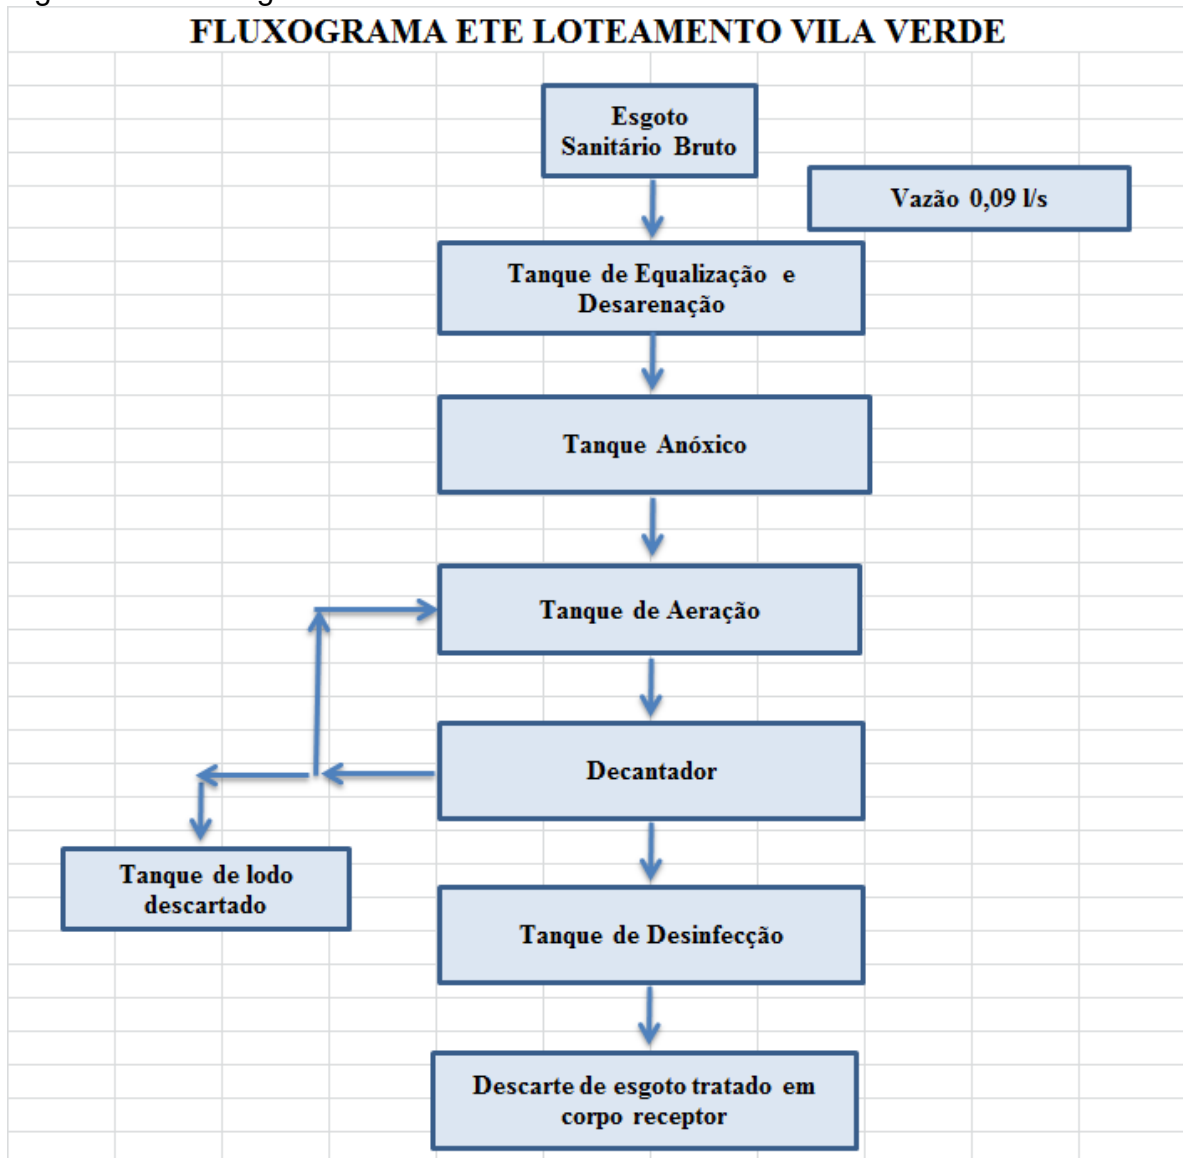 FLUXOGRAMA ETE LOTEAMENTO VILA VERDE
Esgoto
Sanitário Bruto
Vazão 0,09 l/s
Tanque de Equalização e
Desarenação
Tanque Anóxico
Tanque de Aeração
Decantador
Tanque de lodo
descartado
Tanque de Desinfecção
Descarte de esgoto tratado em
corpo receptor